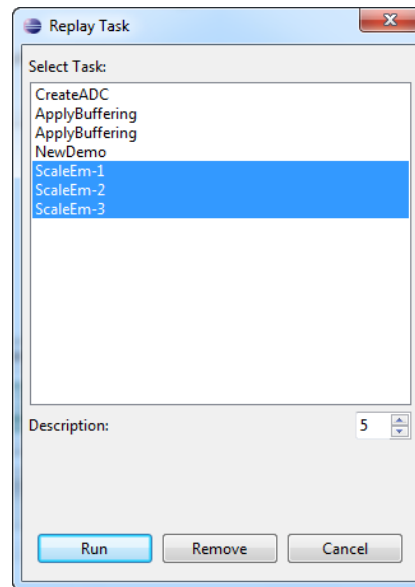 Replay Task
Select Task:
CreateADC
ApplyBuffering
ApplyBuffering
NewDemo
ScaleEm-1
ScaleEm-2
ScaleEm-3
Description: 5
Run Remove Cancel